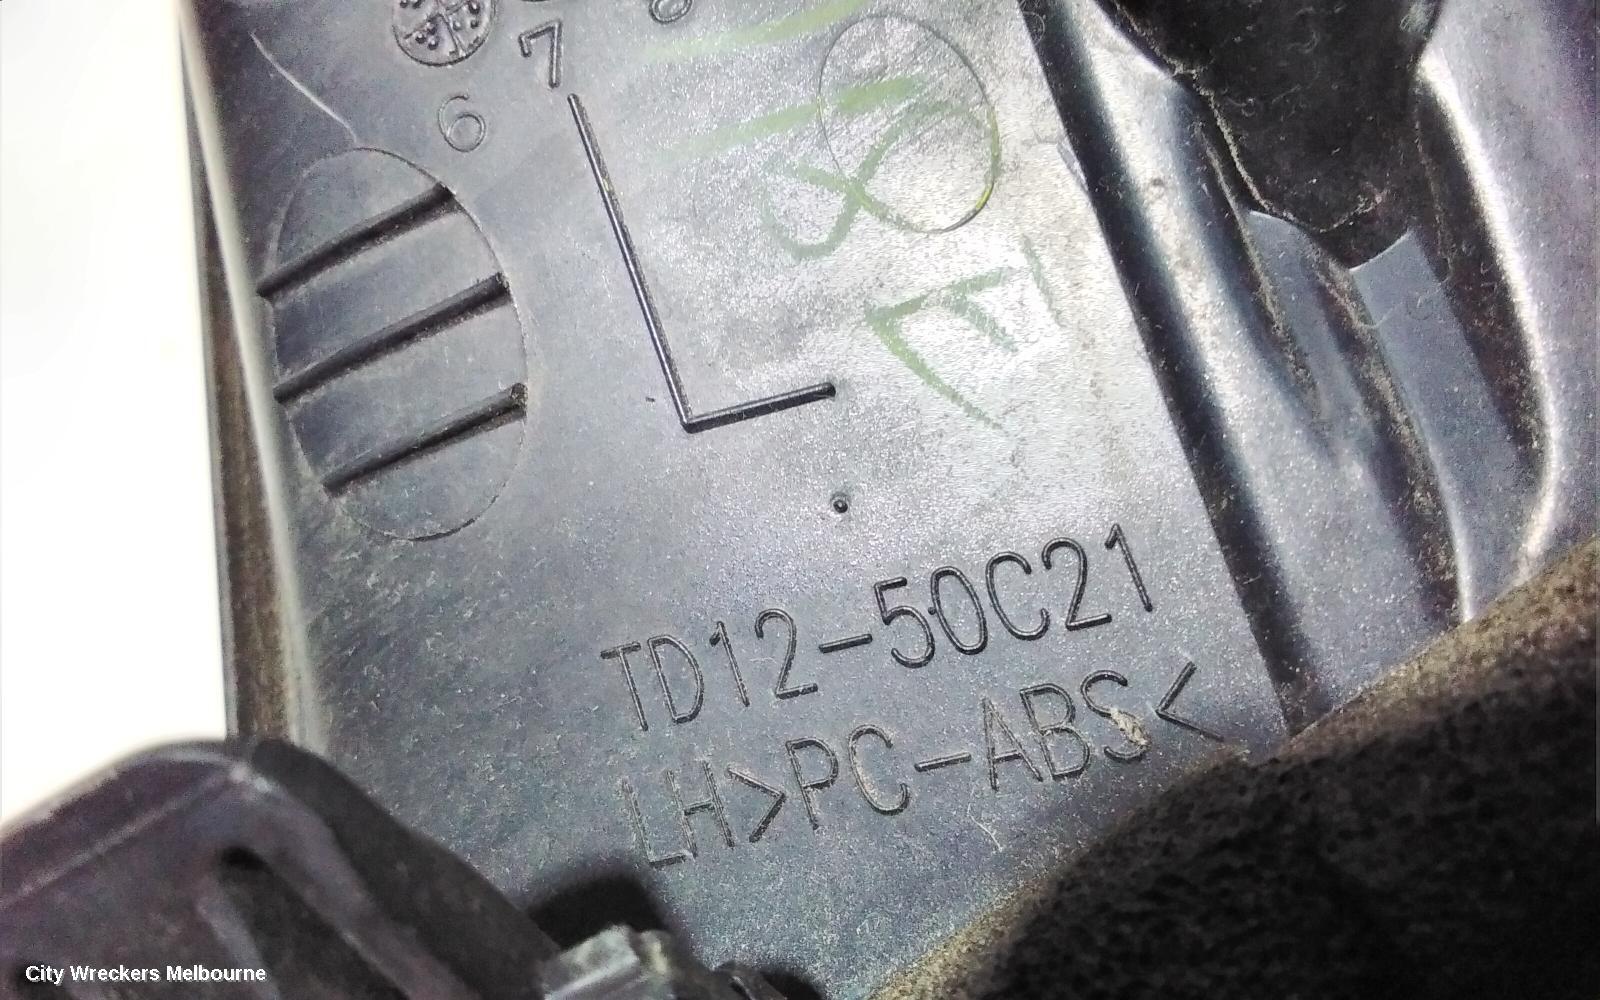 7
6
L
TD12-50C21
LH>PC-ABS<
City Wreckers Melbourne